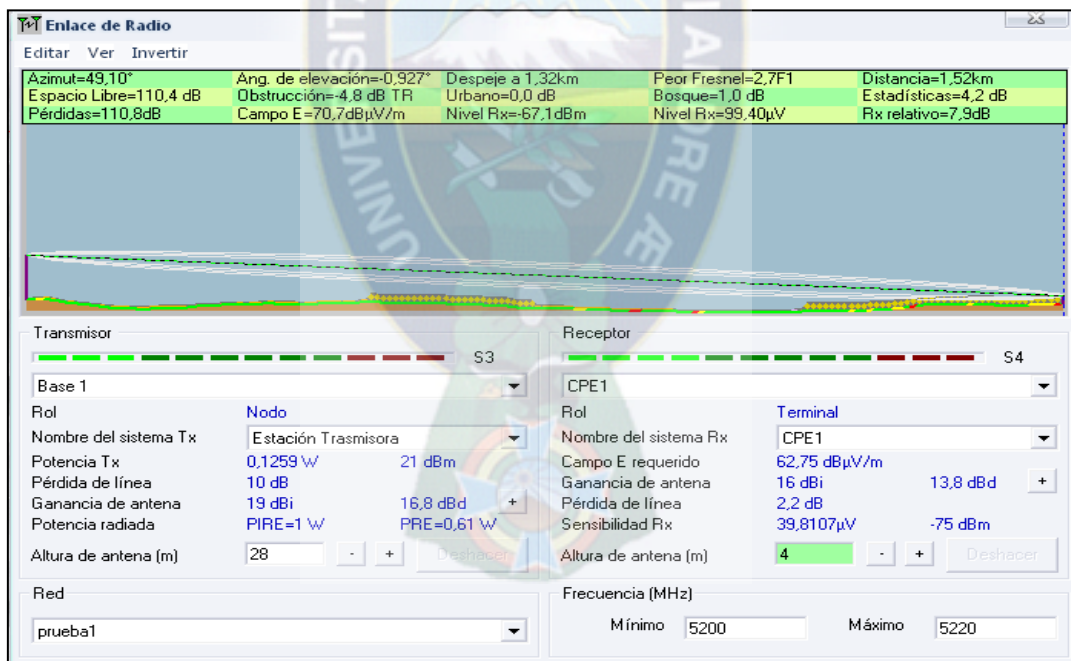 Enlace de Radio
Editar Ver Invertir
Azimut=49,10° Ang. de elevación=-0,927° Despeje a 1,32km Peor Fresnel=2,7F1 Distancia=1,52km
Espacio Libre=110,4 dB Obstrucción=-4,8 dB TR Urbano=0,0 dB Bosque=1,0 dB Estadísticas=4,2 dB
Pérdidas=110,8dB Campo E=70,7dBµV/m Nivel Rx=-67,1dBm Nivel Rx=99,40µV Rx relativo=7,9dB
Transmisor
S3
Base 1
Rol Nodo
Nombre del sistema Tx Estación Trasmisora
Potencia Tx 0,1259 W 21 dBm
Pérdida de línea 10 dB
Ganancia de antena 19 dBi 16,8 dBd +
Potencia radiada PIRE=1 W PRE=0,61 W
Altura de antena (m) 28 - + Deshacer
Receptor
S4
CPE1
Rol Terminal
Nombre del sistema Rx CPE1
Campo E requerido 62,75 dBµV/m
Ganancia de antena 16 dBi 13,8 dBd +
Pérdida de línea 2,2 dB
Sensibilidad Rx 39,8107µV -75 dBm
Altura de antena (m) 4 - + Deshacer
Red
prueba1
Frecuencia (MHz)
Mínimo 5200 Máximo 5220